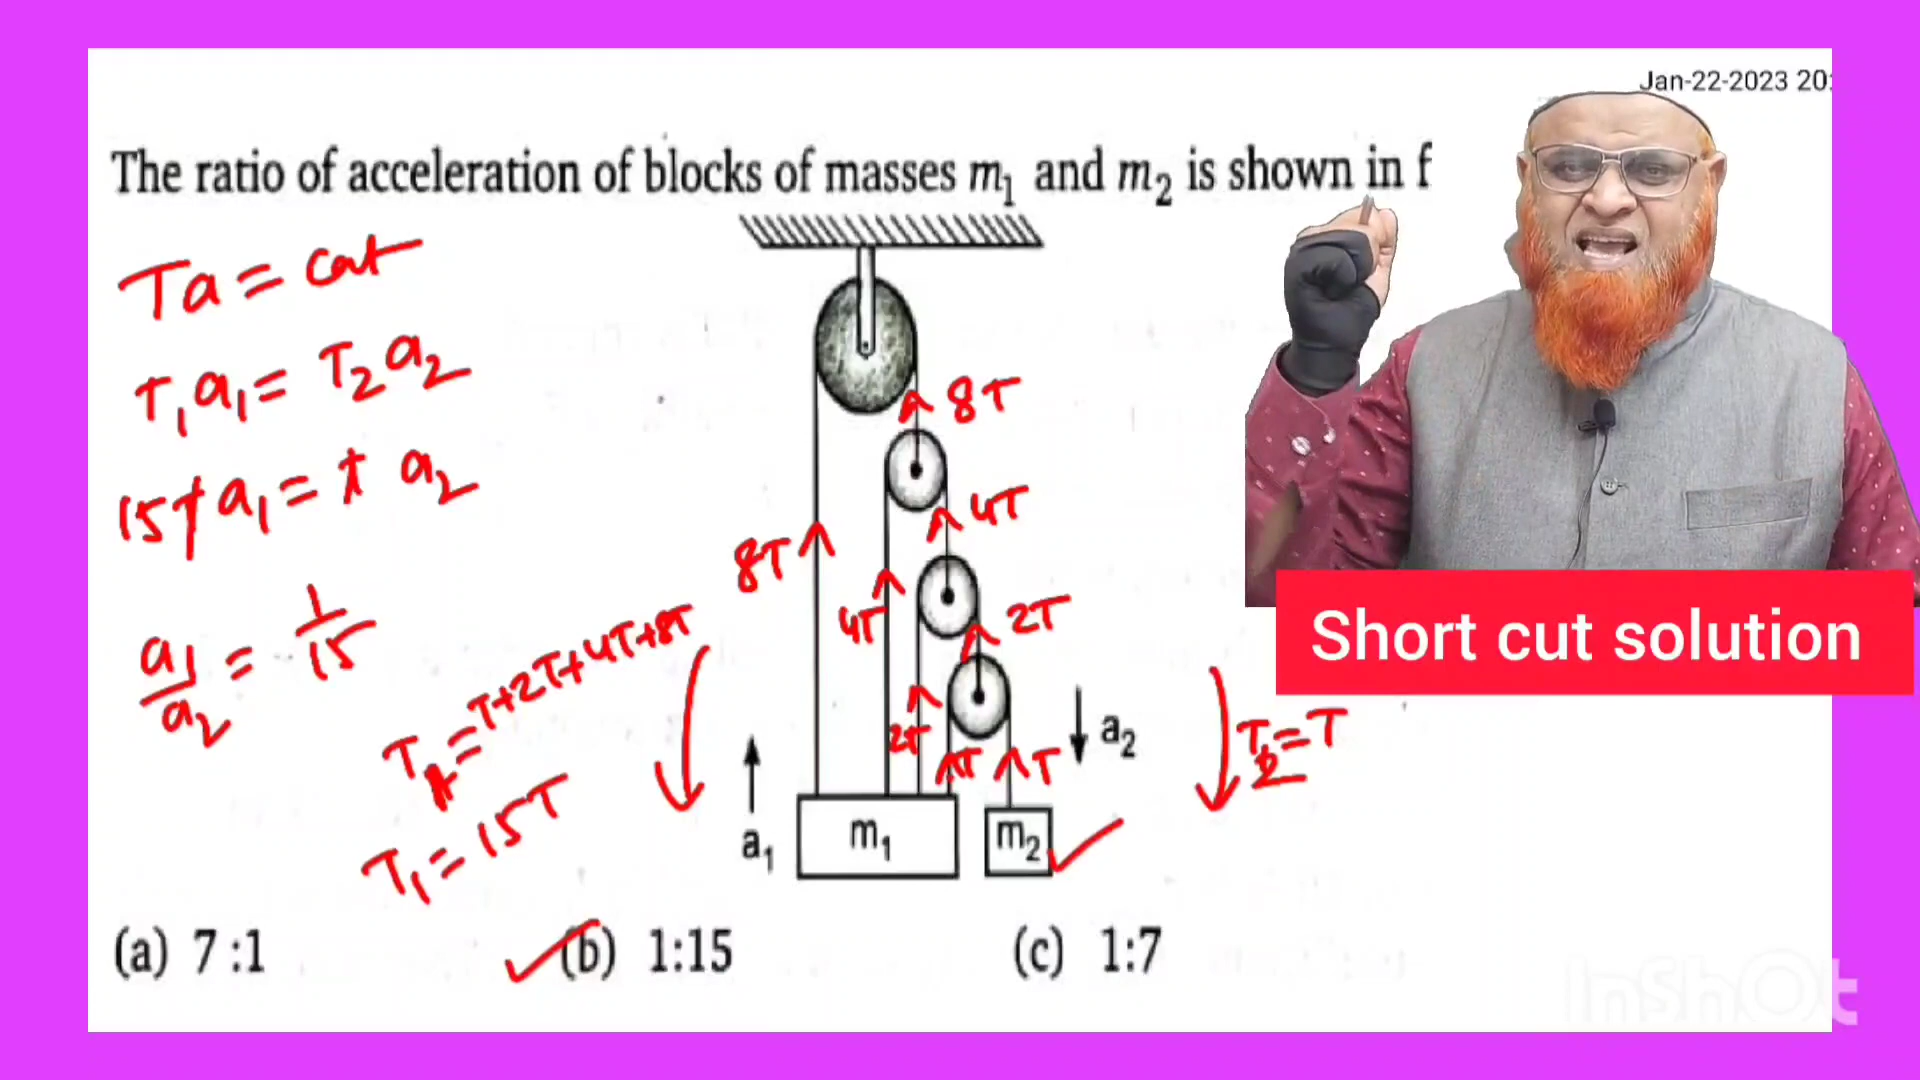 Jan-22-2023 20:
The ratio of acceleration of blocks of masses m₁ and m₂ is shown in f
Ta = cat
T₁a₁ = T₂a₂
15Ta₁ = T a₂
a₁/a₂ = 1/15
T₁ = T+2T+4T+8T
T₁ = 15T
8T
8T
4T
4T
2T
2T
T
T
a₁
m₁
m₂
a₂
T₂ = T
Short cut solution
(a) 7 :1
(b) 1:15
(c) 1:7
InShOt